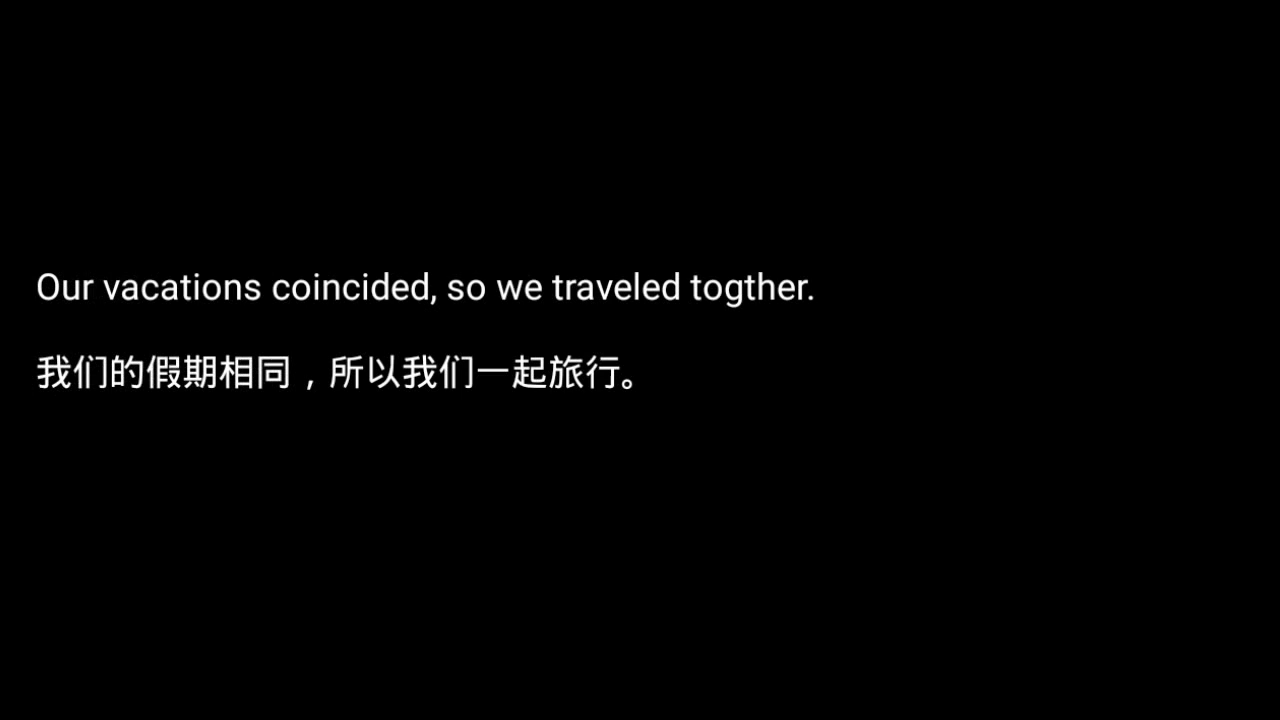 Our vacations coincided, so we traveled togther.
我们的假期相同，所以我们一起旅行。